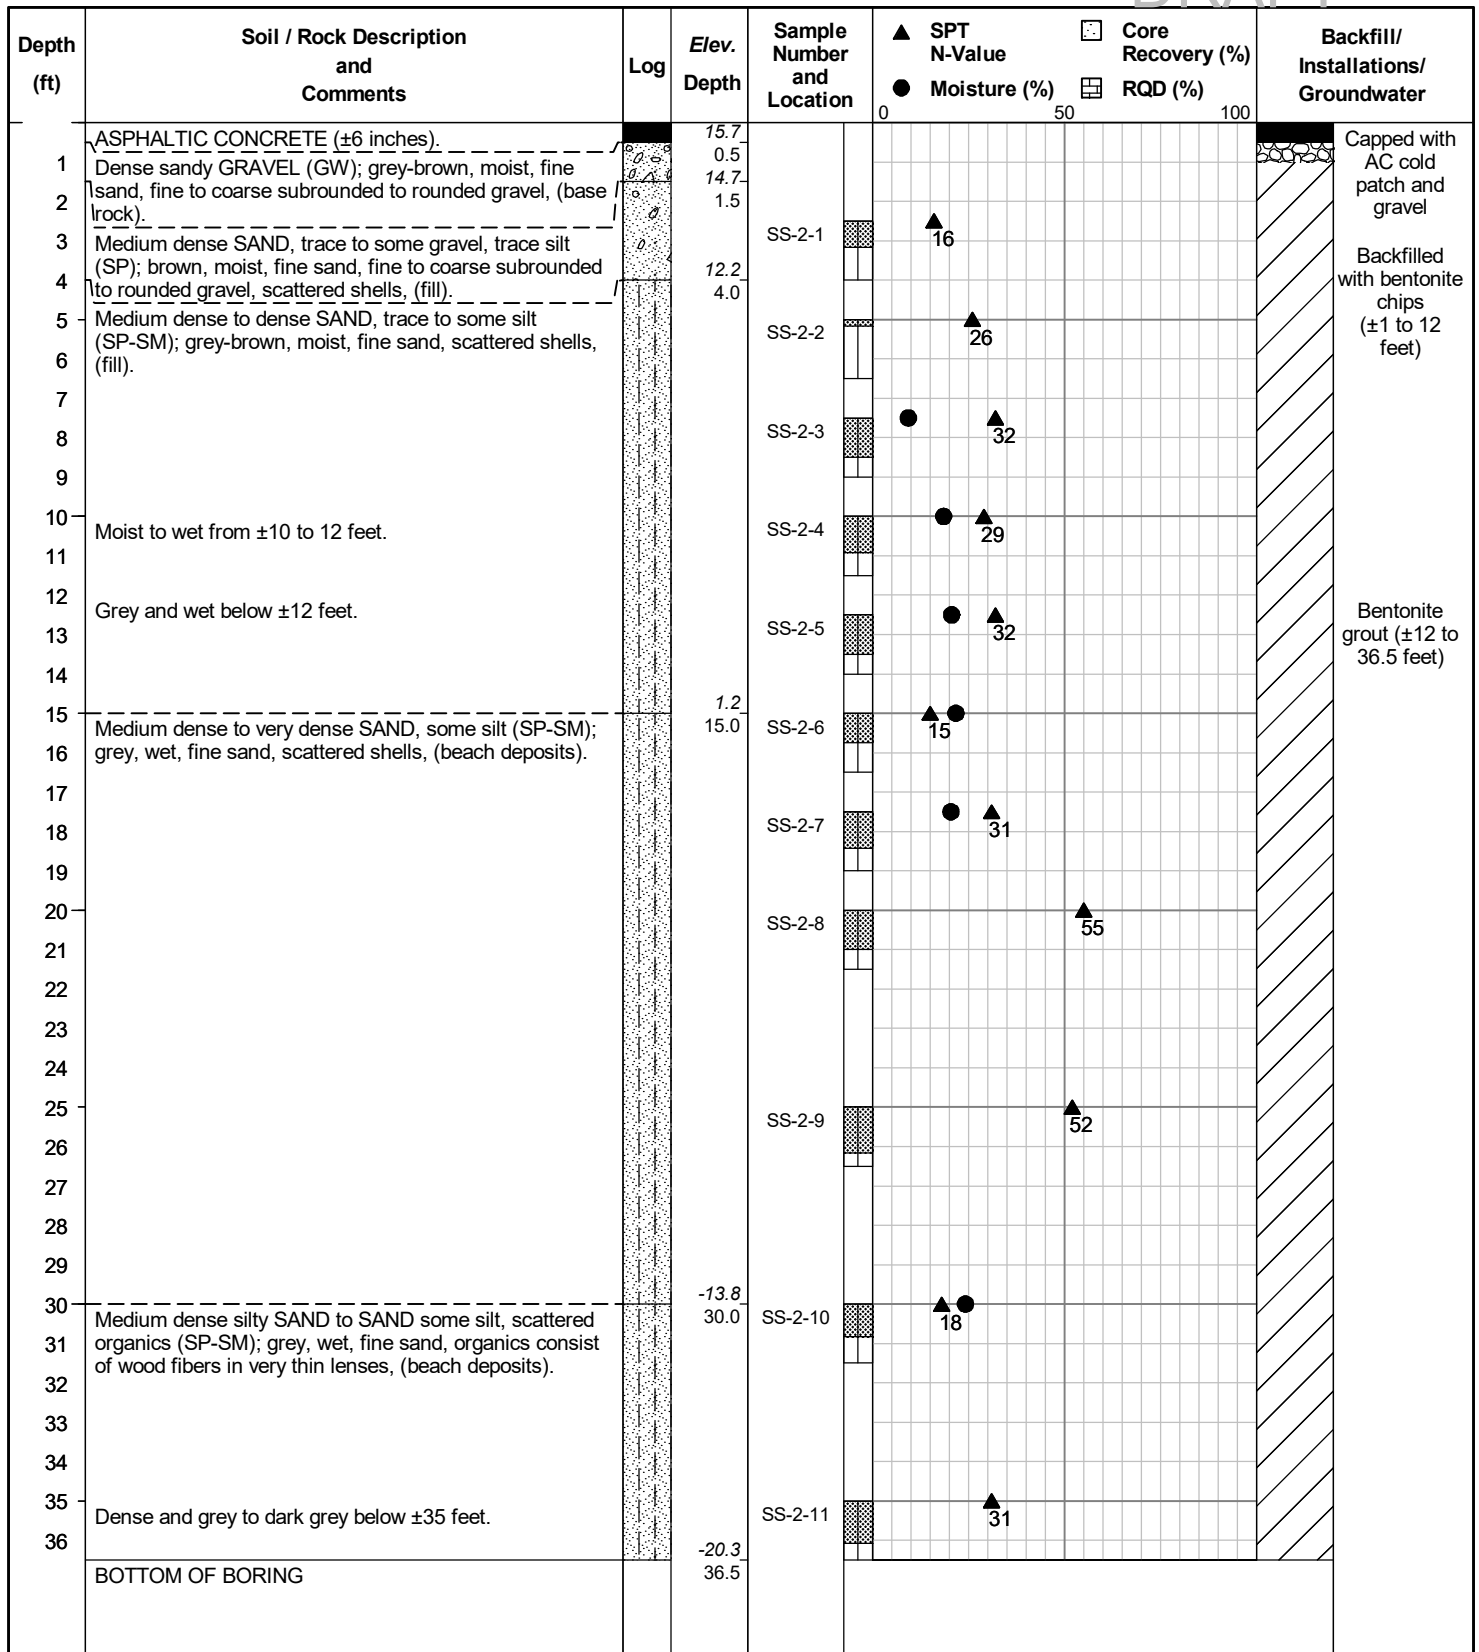 DRAFT
Depth
(ft)
Soil / Rock Description
and
Comments
Log
Elev.
Depth
Sample
Number
and
Location
SPT
N-Value
Moisture (%)
Core
Recovery (%)
RQD (%)
0 50 100
Backfill/
Installations/
Groundwater
ASPHALTIC CONCRETE (±6 inches).
15.7
0.5
Capped with
AC cold
patch and
gravel
1
Dense sandy GRAVEL (GW); grey-brown, moist, fine
sand, fine to coarse subrounded to rounded gravel, (base
rock).
14.7
1.5
2
3
Medium dense SAND, trace to some gravel, trace silt
(SP); brown, moist, fine sand, fine to coarse subrounded
to rounded gravel, scattered shells, (fill).
SS-2-1
16
Backfilled
with bentonite
chips
(±1 to 12
feet)
12.2
4.0
4
5
Medium dense to dense SAND, trace to some silt
(SP-SM); grey-brown, moist, fine sand, scattered shells,
(fill).
SS-2-2
26
6
7
8
SS-2-3
32
9
10
Moist to wet from ±10 to 12 feet.
SS-2-4
29
11
12
Grey and wet below ±12 feet.
Bentonite
grout (±12 to
36.5 feet)
13
SS-2-5
32
14
1.2
15.0
15
Medium dense to very dense SAND, some silt (SP-SM);
grey, wet, fine sand, scattered shells, (beach deposits).
SS-2-6
15
16
17
18
SS-2-7
31
19
20
SS-2-8
55
21
22
23
24
25
SS-2-9
52
26
27
28
29
-13.8
30.0
30
Medium dense silty SAND to SAND some silt, scattered
organics (SP-SM); grey, wet, fine sand, organics consist
of wood fibers in very thin lenses, (beach deposits).
SS-2-10
18
31
32
33
34
35
Dense and grey to dark grey below ±35 feet.
SS-2-11
31
36
-20.3
36.5
BOTTOM OF BORING